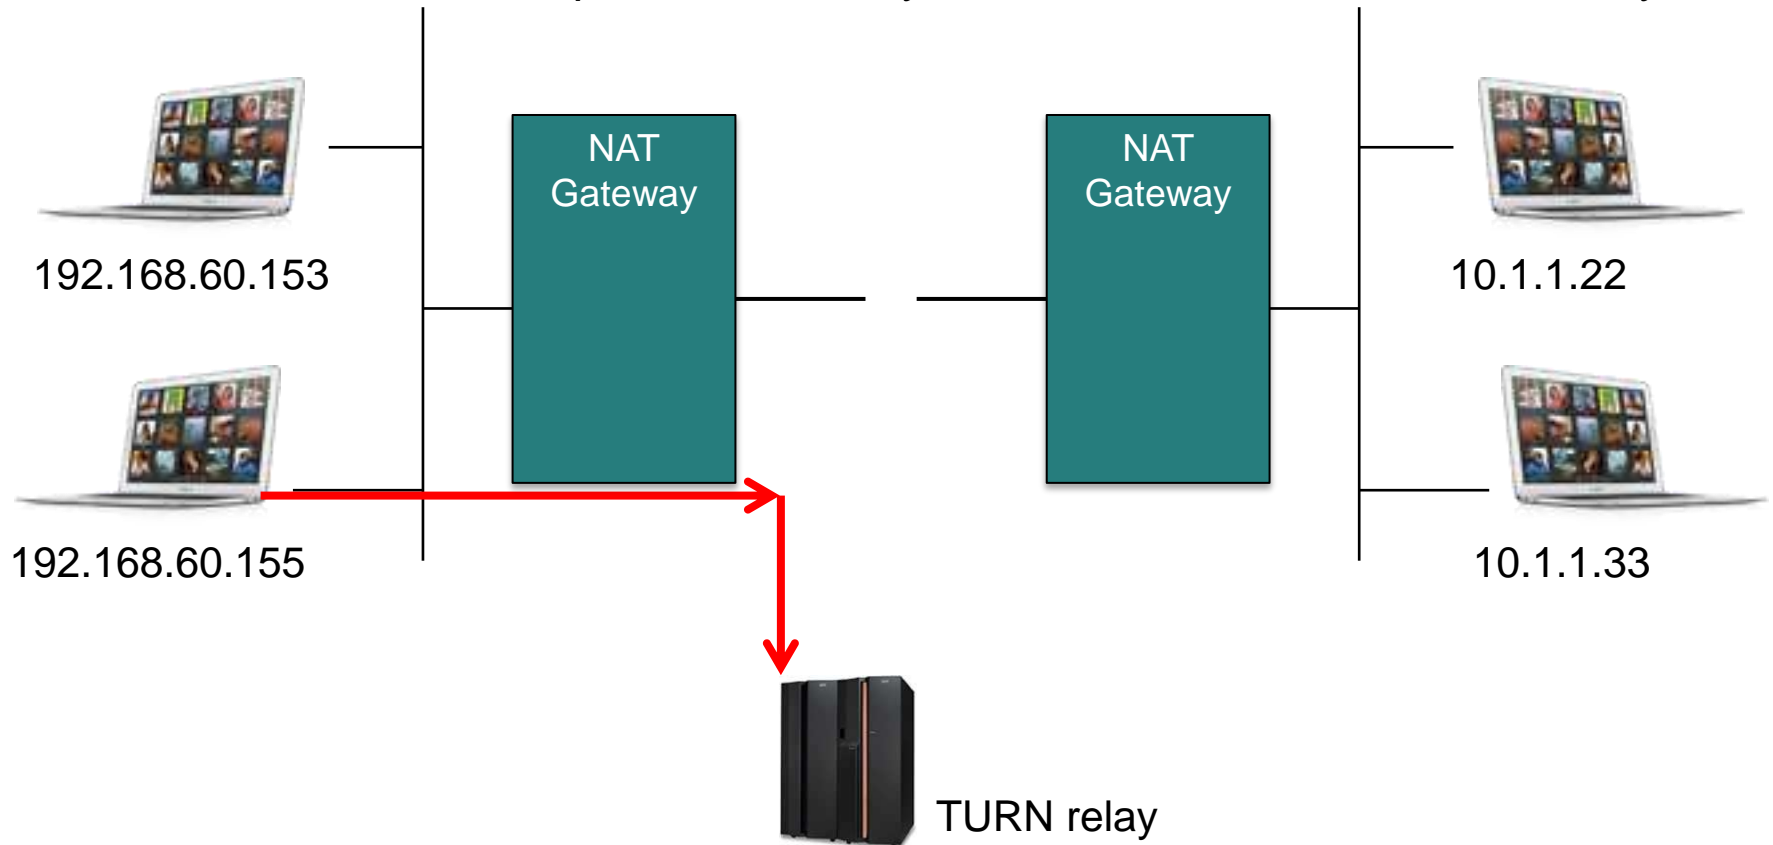 NAT
Gateway
NAT
Gateway
192.168.60.153
10.1.1.22
192.168.60.155
10.1.1.33
TURN relay